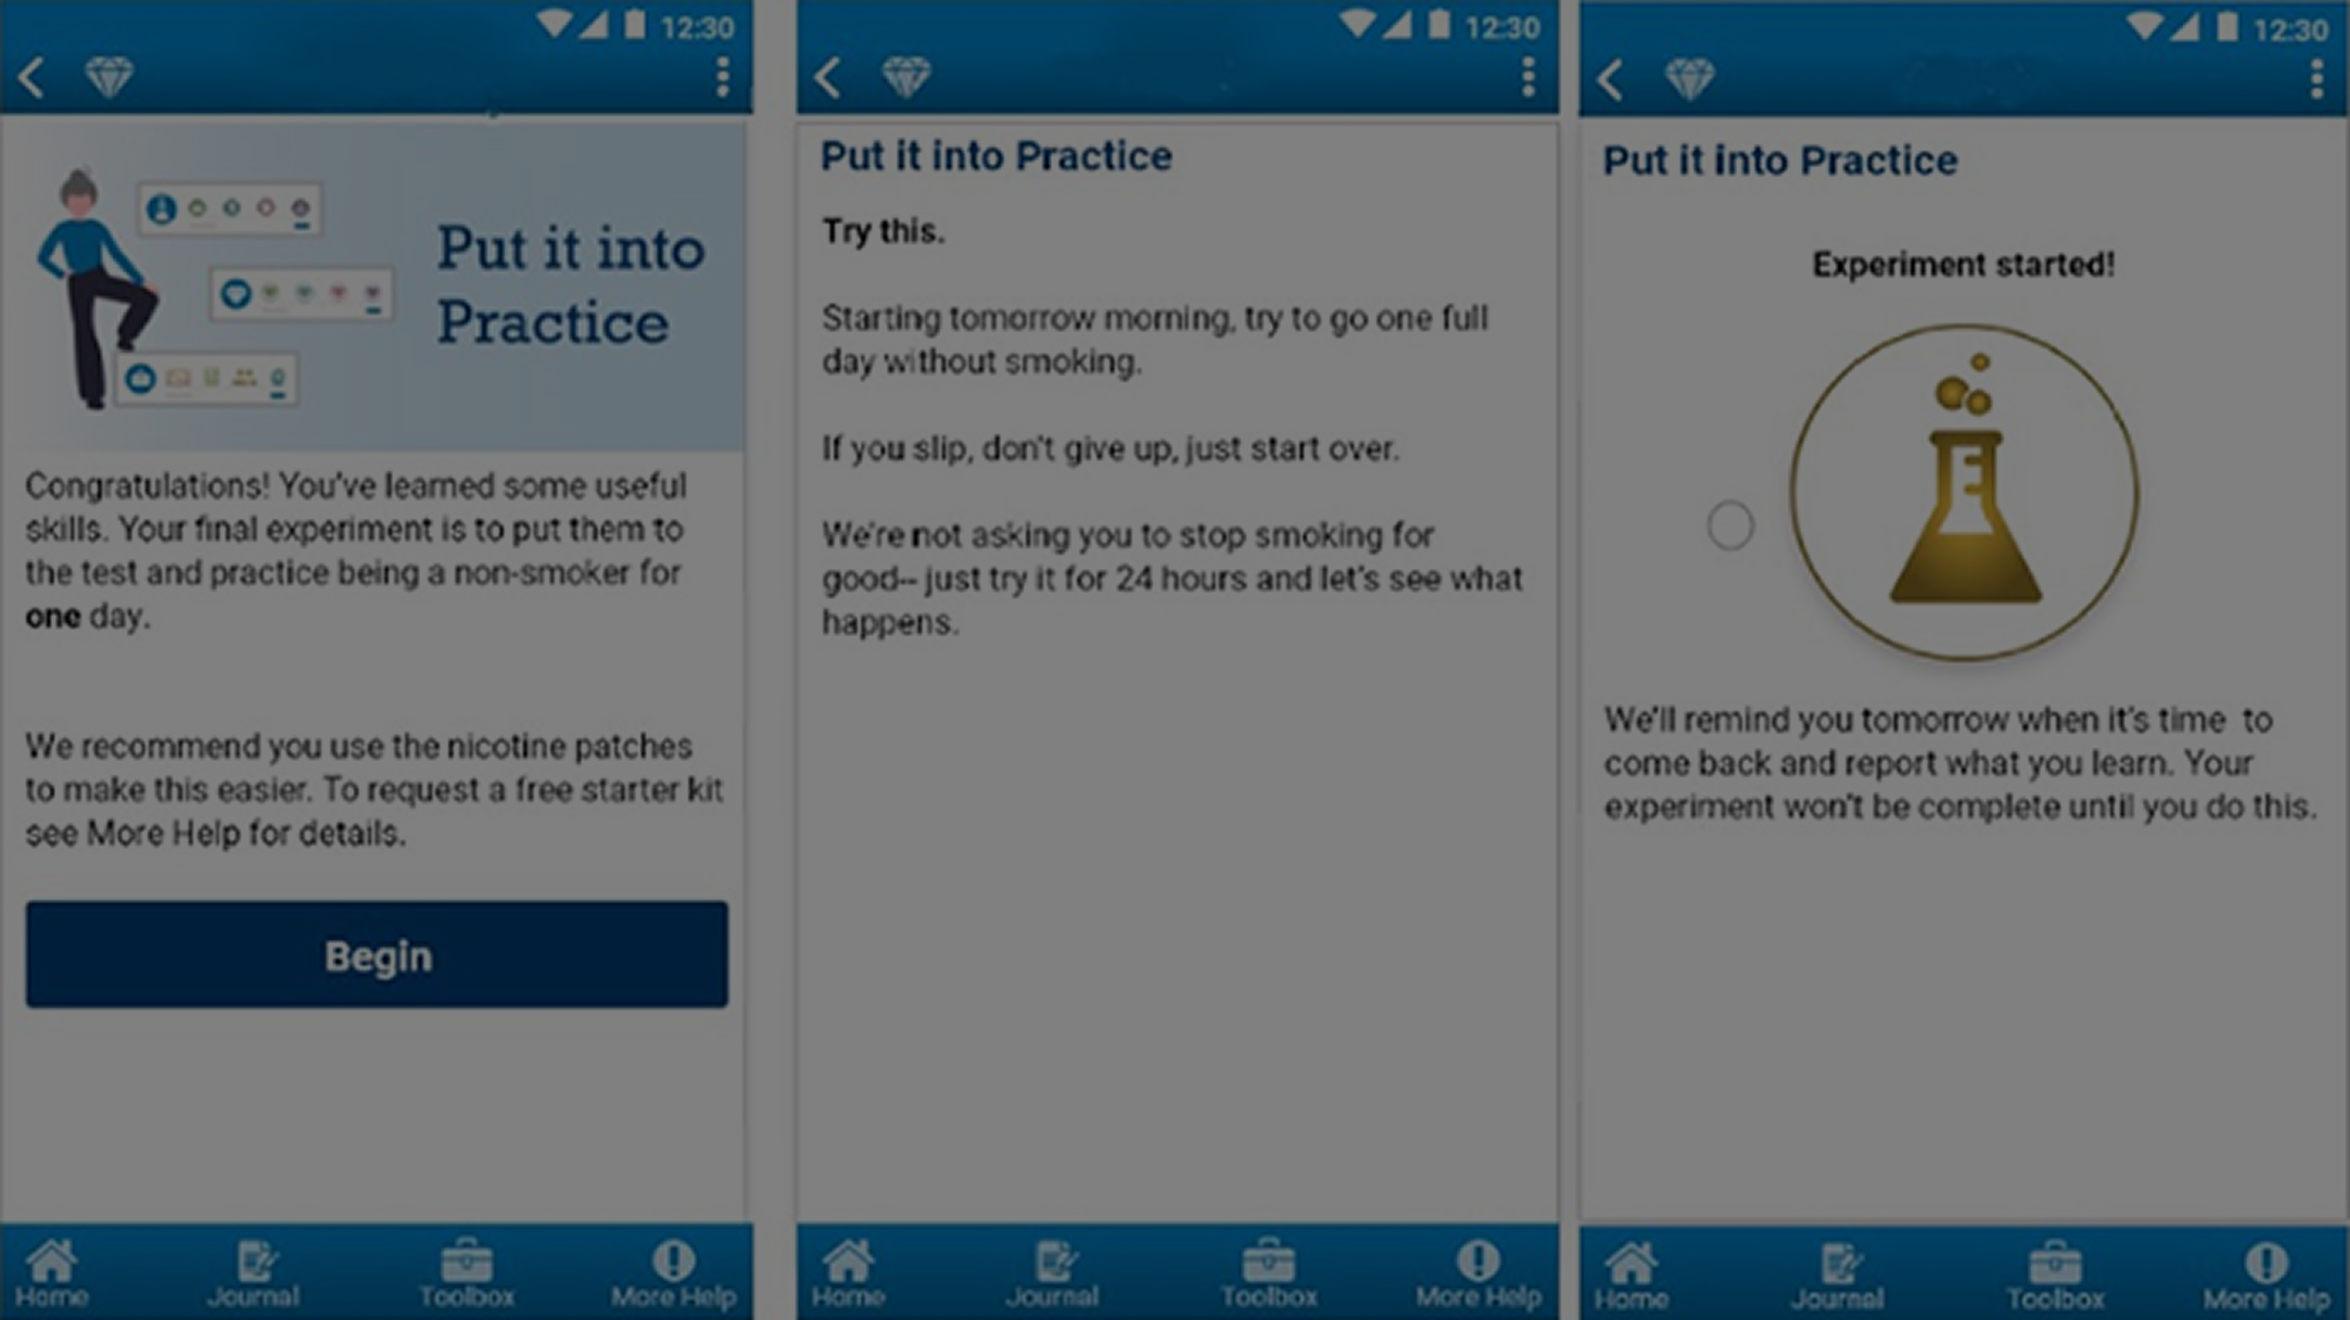 12:30
Put it into
Practice
Congratulations! You've learned some useful
skills. Your final experiment is to put them to
the test and practice being a non-smoker for
one day.
We recommend you use the nicotine patches
to make this easier. To request a free starter kit
see More Help for details.
Begin
Home
Journal
Toolbox
More Help
12:30
Put it into Practice
Try this.
Starting tomorrow morning, try to go one full
day without smoking.
If you slip, don't give up, just start over.
We're not asking you to stop smoking for
good-- just try it for 24 hours and let's see what
happens.
Home
Journal
Toolbox
More Help
12:30
Put it into Practice
Experiment started!
We'll remind you tomorrow when it's time to
come back and report what you learn. Your
experiment won't be complete until you do this.
Home
Journal
Toolbox
More Help